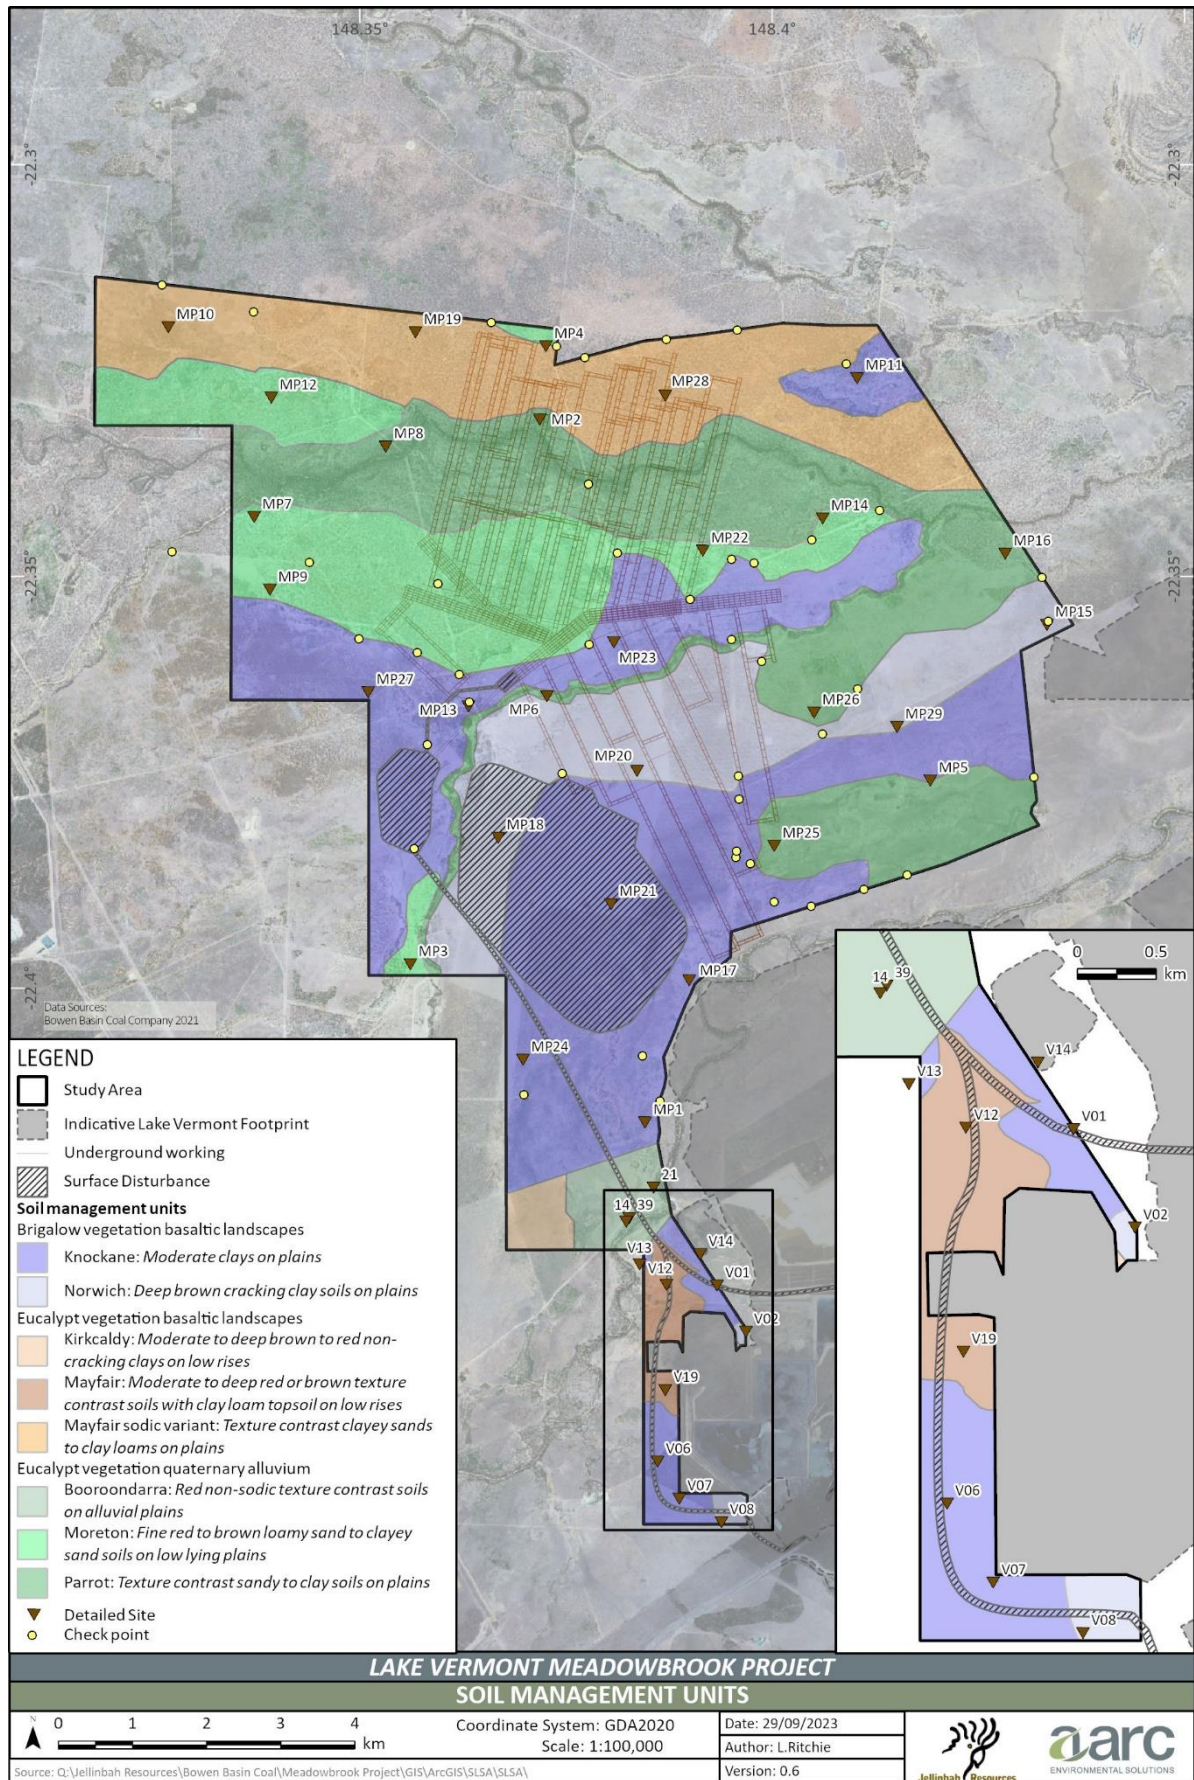 148.35°
148.4°
-22.3°
-22.3°
MP10
MP19
MP4
MP11
MP28
MP12
MP2
MP8
MP7
MP14
MP22
MP16
-22.35°
-22.35°
MP9
MP15
MP23
MP27
MP13
MP6
MP26
MP29
MP20
MP5
MP18
MP25
MP21
MP3
MP17
-22.4°
Data Sources:
Bowen Basin Coal Company 2021
MP24
MP1
21
14 39
V13
V14
V12
V01
V02
V19
V06
V07
V08
0 0.5
km
14 39
V14
V13
V12
V01
V02
V19
V06
V07
V08
LEGEND
Study Area
Indicative Lake Vermont Footprint
Underground working
Surface Disturbance
Soil management units
Brigalow vegetation basaltic landscapes
Knockane: Moderate clays on plains
Norwich: Deep brown cracking clay soils on plains
Eucalypt vegetation basaltic landscapes
Kirkcaldy: Moderate to deep brown to red non-
cracking clays on low rises
Mayfair: Moderate to deep red or brown texture
contrast soils with clay loam topsoil on low rises
Mayfair sodic variant: Texture contrast clayey sands
to clay loams on plains
Eucalypt vegetation quaternary alluvium
Booroondarra: Red non-sodic texture contrast soils
on alluvial plains
Moreton: Fine red to brown loamy sand to clayey
sand soils on low lying plains
Parrot: Texture contrast sandy to clay soils on plains
Detailed Site
Check point
LAKE VERMONT MEADOWBROOK PROJECT
SOIL MANAGEMENT UNITS
N
0 1 2 3 4
km
Coordinate System: GDA2020
Scale: 1:100,000
Date: 29/09/2023
Author: L.Ritchie
Version: 0.6
Source: Q:\Jellinbah Resources\Bowen Basin Coal\Meadowbrook Project\GIS\ArcGIS\SLSA\SLSA\
Jellinbah Resources
aarc
ENVIRONMENTAL SOLUTIONS